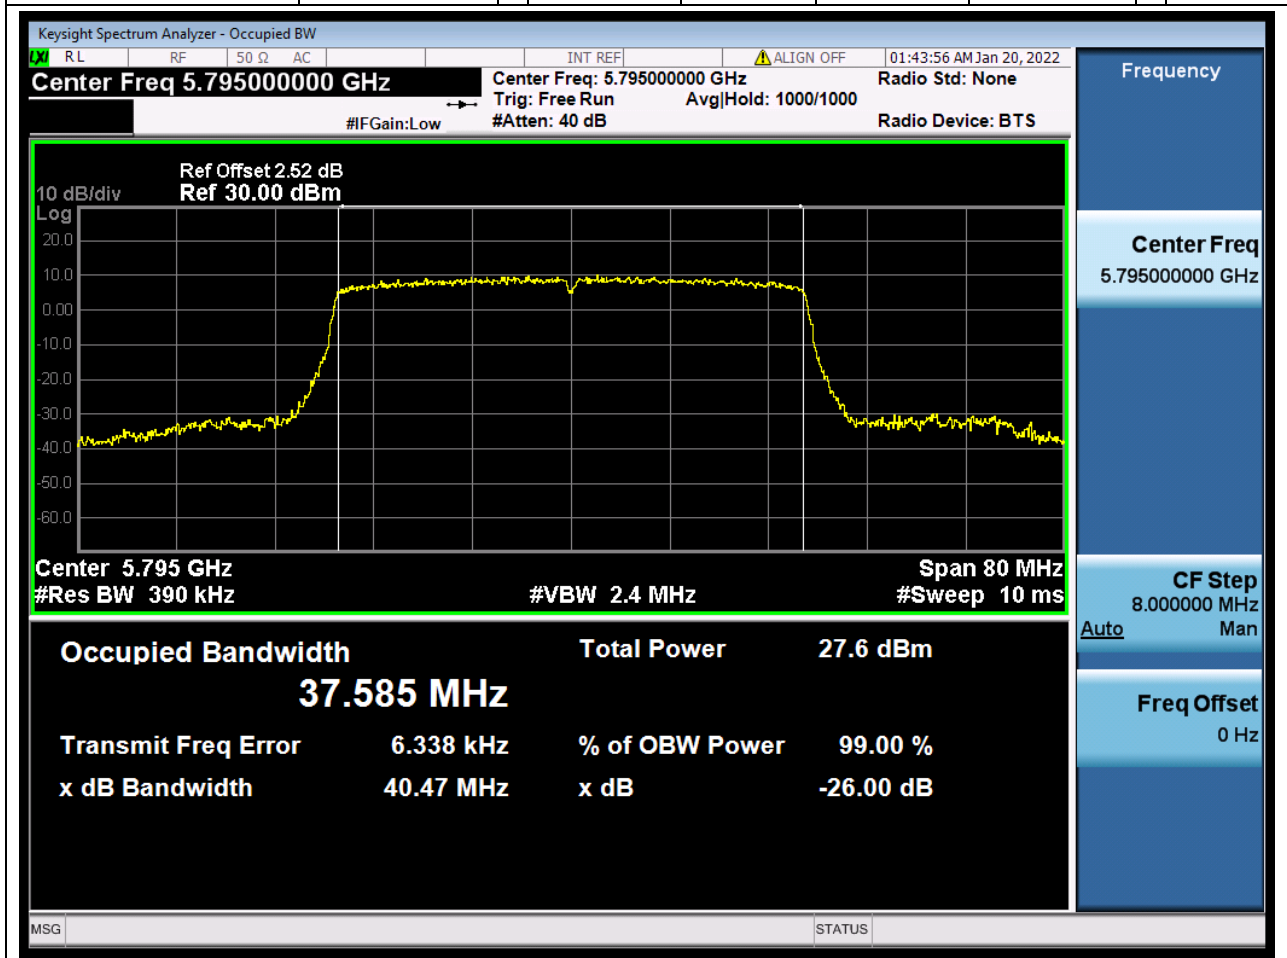 Keysight Spectrum Analyzer - Occupied BW
LXI RL RF 50 Ω AC INT REF ALIGN OFF 01:43:56 AM Jan 20, 2022
Center Freq 5.795000000 GHz
Center Freq: 5.795000000 GHz
Radio Std: None
Trig: Free Run Avg|Hold: 1000/1000
#IFGain:Low #Atten: 40 dB Radio Device: BTS
Ref Offset 2.52 dB
10 dB/div Ref 30.00 dBm
Log
20.0
10.0
0.00
-10.0
-20.0
-30.0
-40.0
-50.0
-60.0
Center 5.795 GHz Span 80 MHz
#Res BW 390 kHz #VBW 2.4 MHz #Sweep 10 ms
Occupied Bandwidth Total Power 27.6 dBm
37.585 MHz
Transmit Freq Error 6.338 kHz % of OBW Power 99.00 %
x dB Bandwidth 40.47 MHz x dB -26.00 dB
MSG STATUS
Frequency
Center Freq
5.795000000 GHz
CF Step
8.000000 MHz
Auto Man
Freq Offset
0 Hz